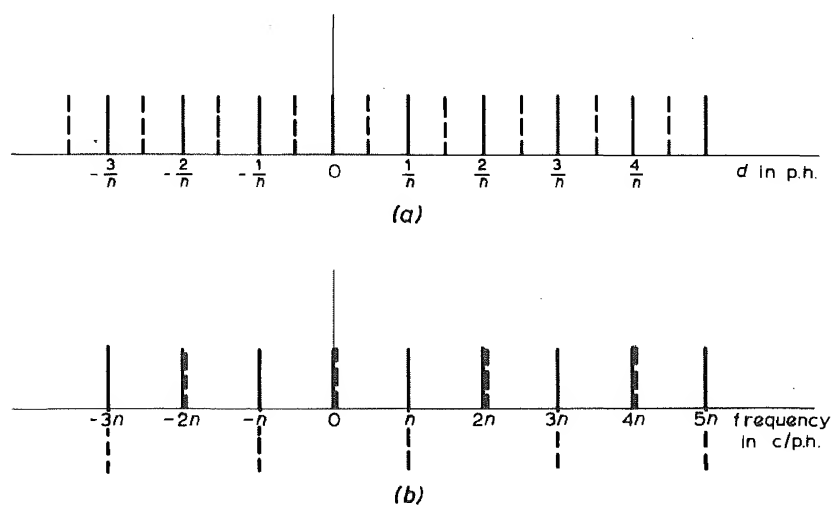 -3/n -2/n -1/n 0 1/n 2/n 3/n 4/n d in p.h.
(a)
-3n -2n -n 0 n 2n 3n 4n 5n frequency
in c/p.h.
(b)